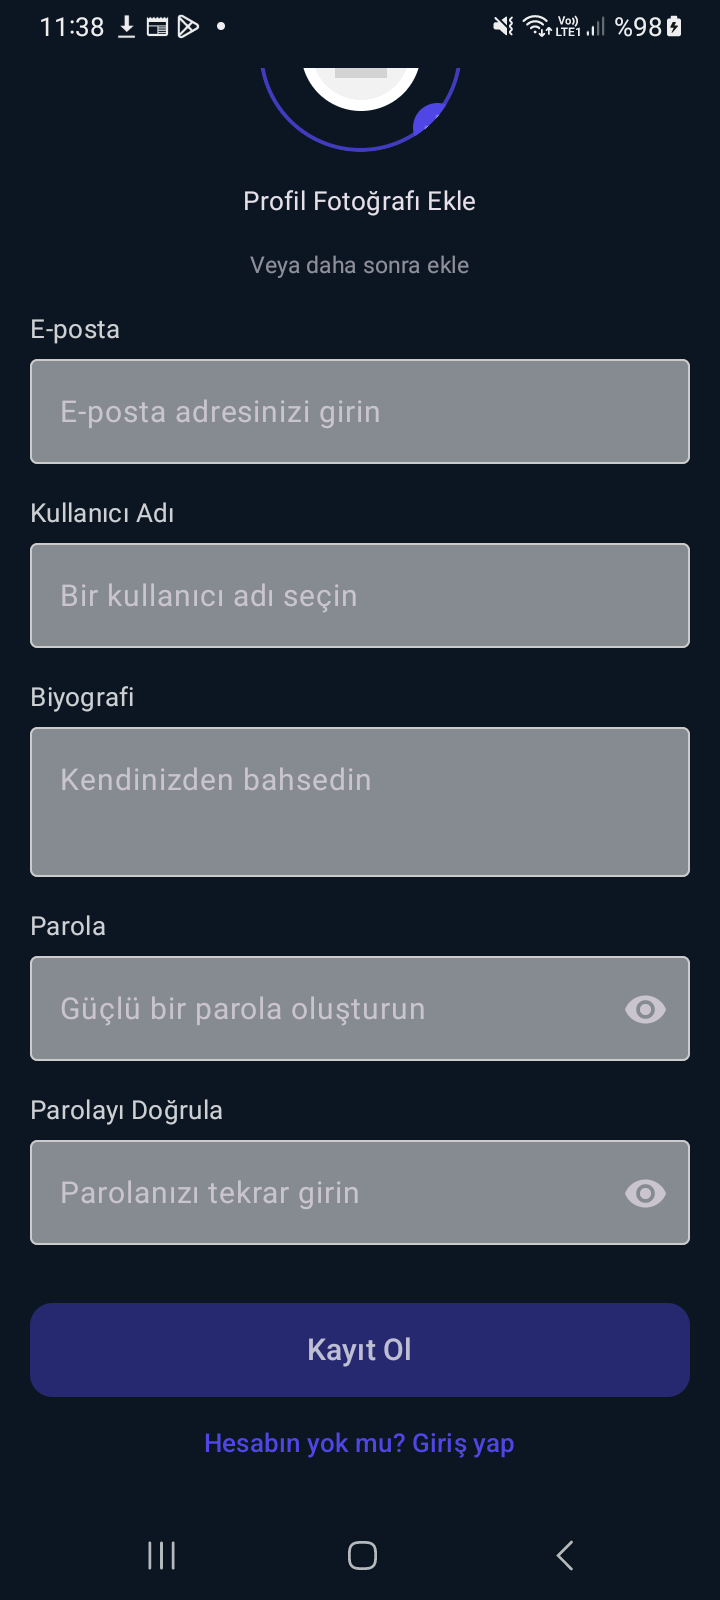 11:38
Vo))
LTE1
%98
Profil Fotoğrafı Ekle
Veya daha sonra ekle
E-posta
E-posta adresinizi girin
Kullanıcı Adı
Bir kullanıcı adı seçin
Biyografi
Kendinizden bahsedin
Parola
Güçlü bir parola oluşturun
Parolayı Doğrula
Parolanızı tekrar girin
Kayıt Ol
Hesabın yok mu? Giriş yap